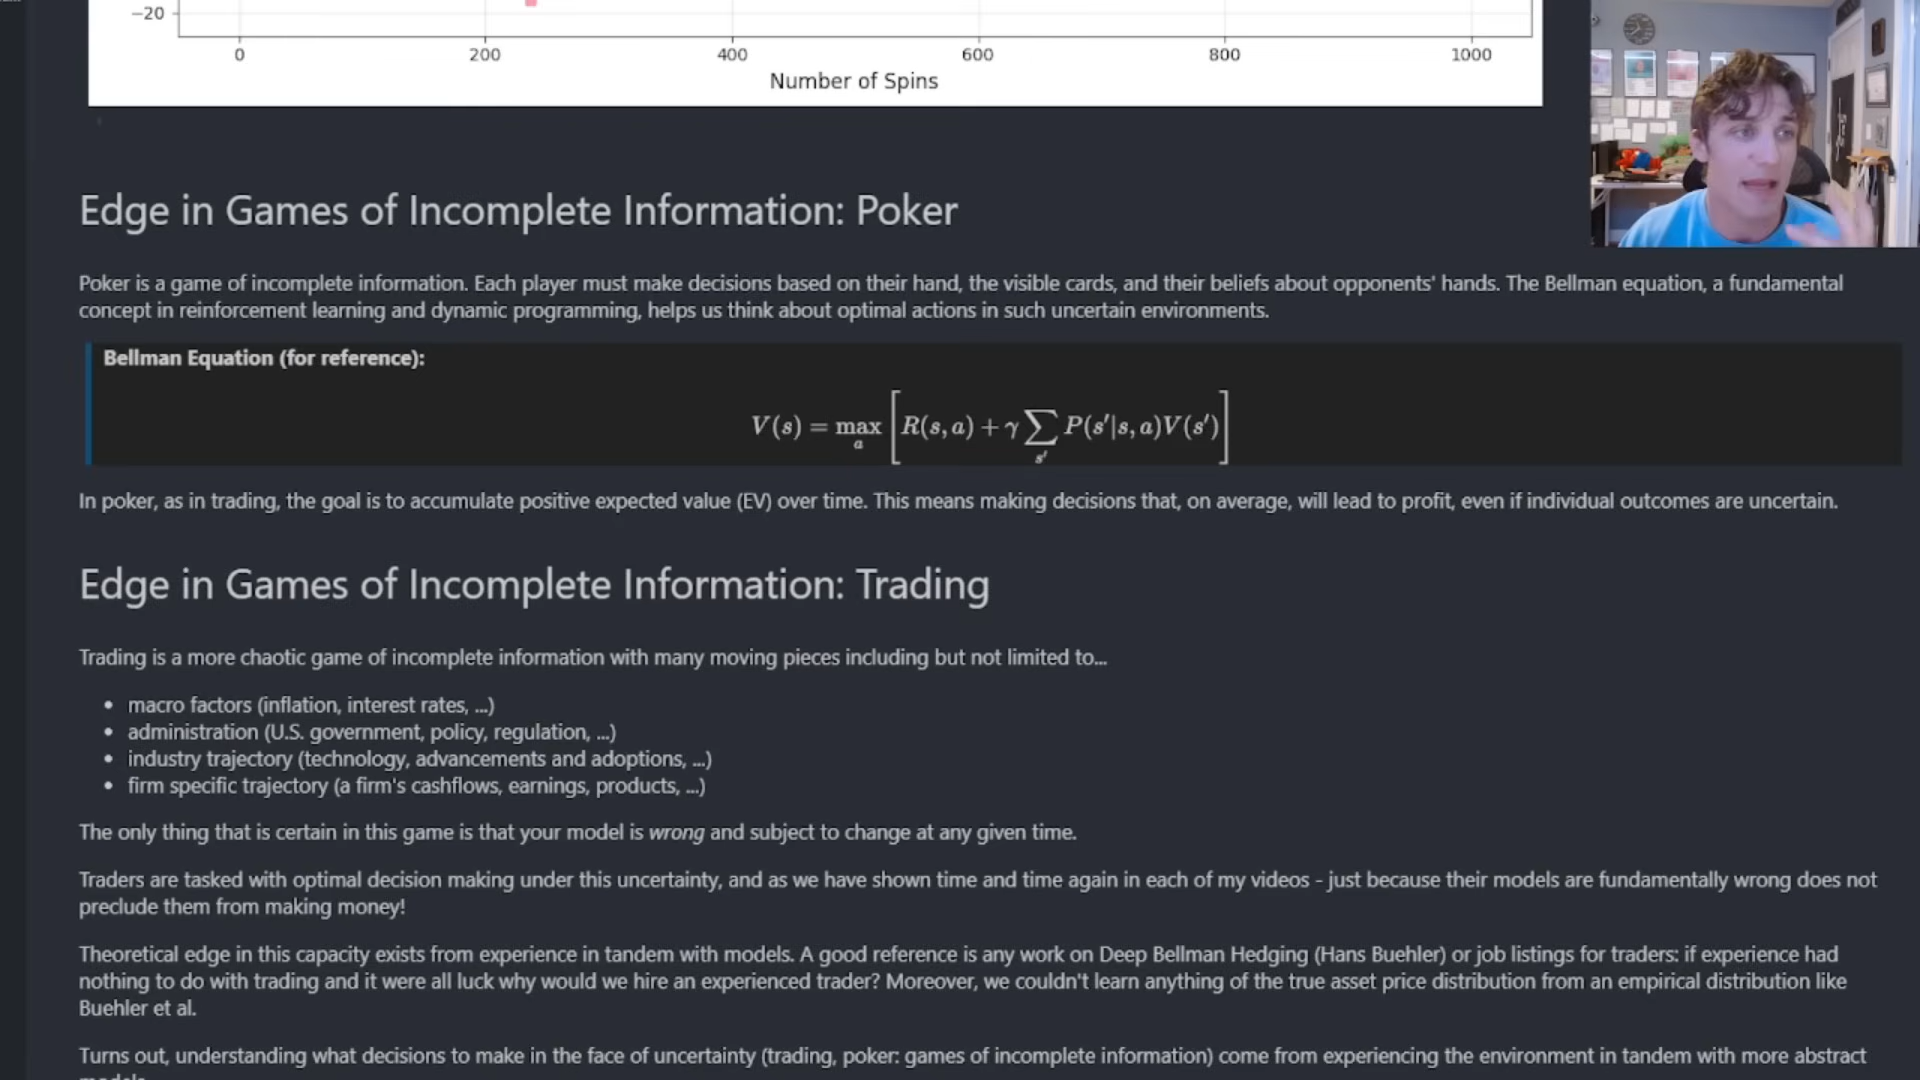 −20
0 200 400 600 800 1000
Number of Spins
Edge in Games of Incomplete Information: Poker
Poker is a game of incomplete information. Each player must make decisions based on their hand, the visible cards, and their beliefs about opponents' hands. The Bellman equation, a fundamental
concept in reinforcement learning and dynamic programming, helps us think about optimal actions in such uncertain environments.
Bellman Equation (for reference):
V(s) = max_a [R(s, a) + γ ∑_{s′} P(s′|s, a)V(s′)]
In poker, as in trading, the goal is to accumulate positive expected value (EV) over time. This means making decisions that, on average, will lead to profit, even if individual outcomes are uncertain.
Edge in Games of Incomplete Information: Trading
Trading is a more chaotic game of incomplete information with many moving pieces including but not limited to...
• macro factors (inflation, interest rates, ...)
• administration (U.S. government, policy, regulation, ...)
• industry trajectory (technology, advancements and adoptions, ...)
• firm specific trajectory (a firm's cashflows, earnings, products, ...)
The only thing that is certain in this game is that your model is wrong and subject to change at any given time.
Traders are tasked with optimal decision making under this uncertainty, and as we have shown time and time again in each of my videos - just because their models are fundamentally wrong does not
preclude them from making money!
Theoretical edge in this capacity exists from experience in tandem with models. A good reference is any work on Deep Bellman Hedging (Hans Buehler) or job listings for traders: if experience had
nothing to do with trading and it were all luck why would we hire an experienced trader? Moreover, we couldn't learn anything of the true asset price distribution from an empirical distribution like
Buehler et al.
Turns out, understanding what decisions to make in the face of uncertainty (trading, poker: games of incomplete information) come from experiencing the environment in tandem with more abstract